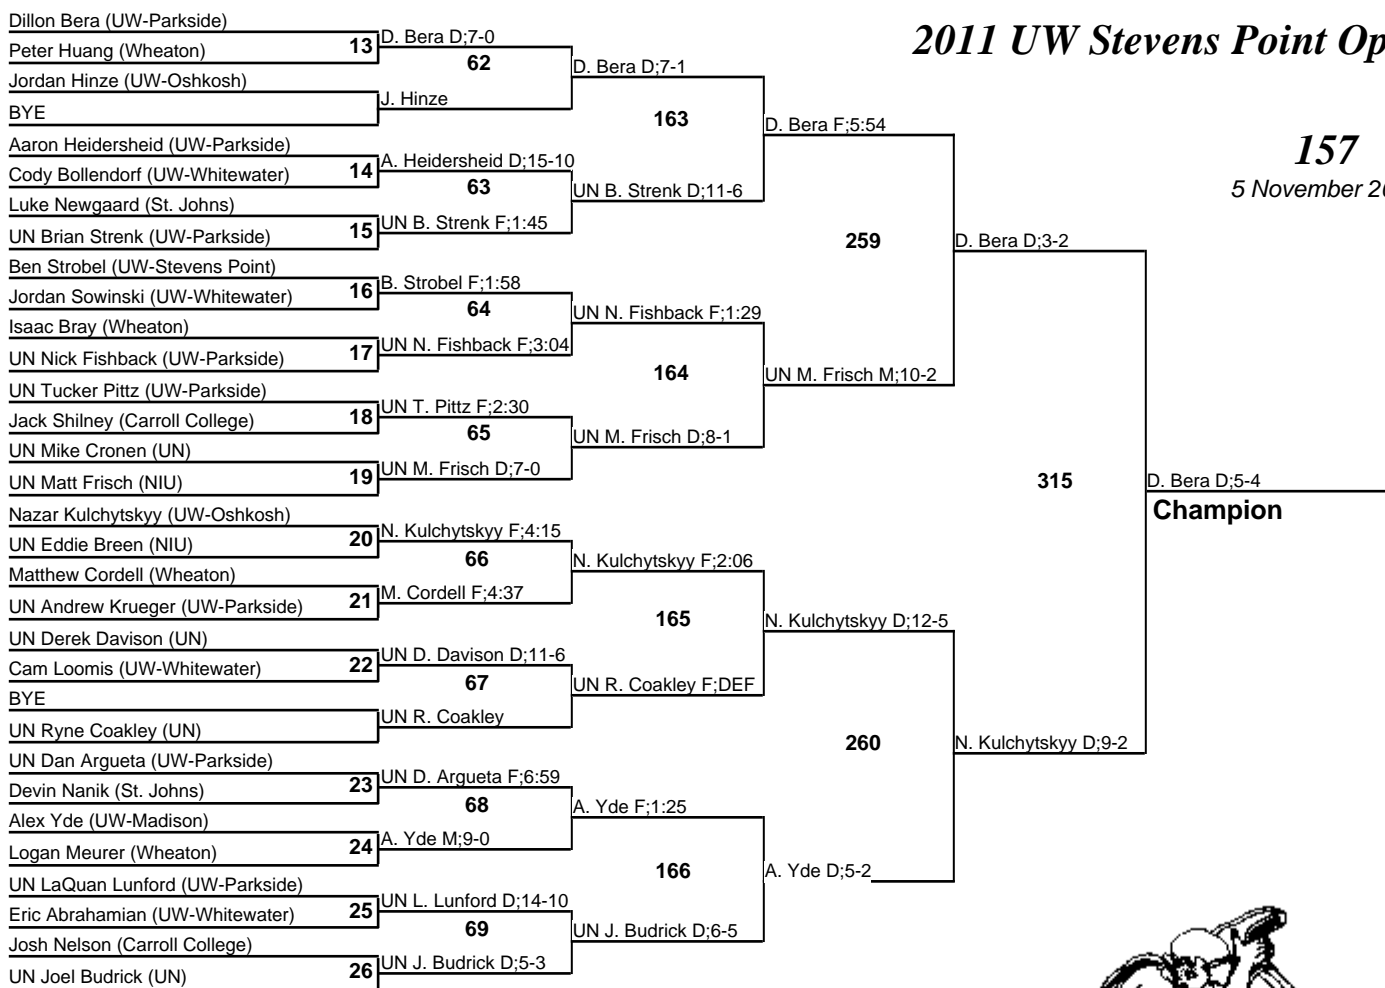 2011 UW Stevens Point Op
157
5 November 20
Dillon Bera (UW-Parkside)
Peter Huang (Wheaton)
Jordan Hinze (UW-Oshkosh)
BYE
Aaron Heidersheid (UW-Parkside)
Cody Bollendorf (UW-Whitewater)
Luke Newgaard (St. Johns)
UN Brian Strenk (UW-Parkside)
Ben Strobel (UW-Stevens Point)
Jordan Sowinski (UW-Whitewater)
Isaac Bray (Wheaton)
UN Nick Fishback (UW-Parkside)
UN Tucker Pittz (UW-Parkside)
Jack Shilney (Carroll College)
UN Mike Cronen (UN)
UN Matt Frisch (NIU)
Nazar Kulchytskyy (UW-Oshkosh)
UN Eddie Breen (NIU)
Matthew Cordell (Wheaton)
UN Andrew Krueger (UW-Parkside)
UN Derek Davison (UN)
Cam Loomis (UW-Whitewater)
BYE
UN Ryne Coakley (UN)
UN Dan Argueta (UW-Parkside)
Devin Nanik (St. Johns)
Alex Yde (UW-Madison)
Logan Meurer (Wheaton)
UN LaQuan Lunford (UW-Parkside)
Eric Abrahamian (UW-Whitewater)
Josh Nelson (Carroll College)
UN Joel Budrick (UN)
13
14
15
16
17
18
19
20
21
22
23
24
25
26
D. Bera D;7-0
62
J. Hinze
A. Heidersheid D;15-10
63
UN B. Strenk F;1:45
B. Strobel F;1:58
64
UN N. Fishback F;3:04
UN T. Pittz F;2:30
65
UN M. Frisch D;7-0
N. Kulchytskyy F;4:15
66
M. Cordell F;4:37
UN D. Davison D;11-6
67
UN R. Coakley
UN D. Argueta F;6:59
68
A. Yde M;9-0
UN L. Lunford D;14-10
69
UN J. Budrick D;5-3
D. Bera D;7-1
163
UN B. Strenk D;11-6
UN N. Fishback F;1:29
164
UN M. Frisch D;8-1
N. Kulchytskyy F;2:06
165
UN R. Coakley F;DEF
A. Yde F;1:25
166
UN J. Budrick D;6-5
D. Bera F;5:54
259
UN M. Frisch M;10-2
N. Kulchytskyy D;12-5
260
A. Yde D;5-2
D. Bera D;3-2
315
N. Kulchytskyy D;9-2
D. Bera D;5-4
Champion